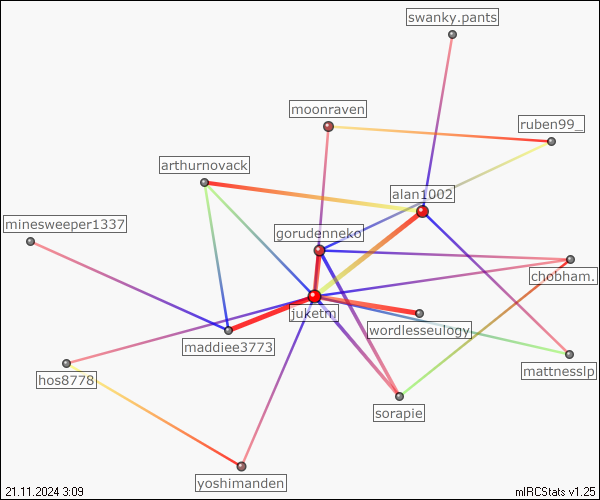 swanky.pants
moonraven
ruben99_
arthurnovack
alan1002
minesweeper1337
gorudenneko
chobham.
juketm
wordlesseulogy
maddiee3773
mattnesslp
hos8778
sorapie
yoshimanden
21.11.2024 3:09
mIRCStats v1.25